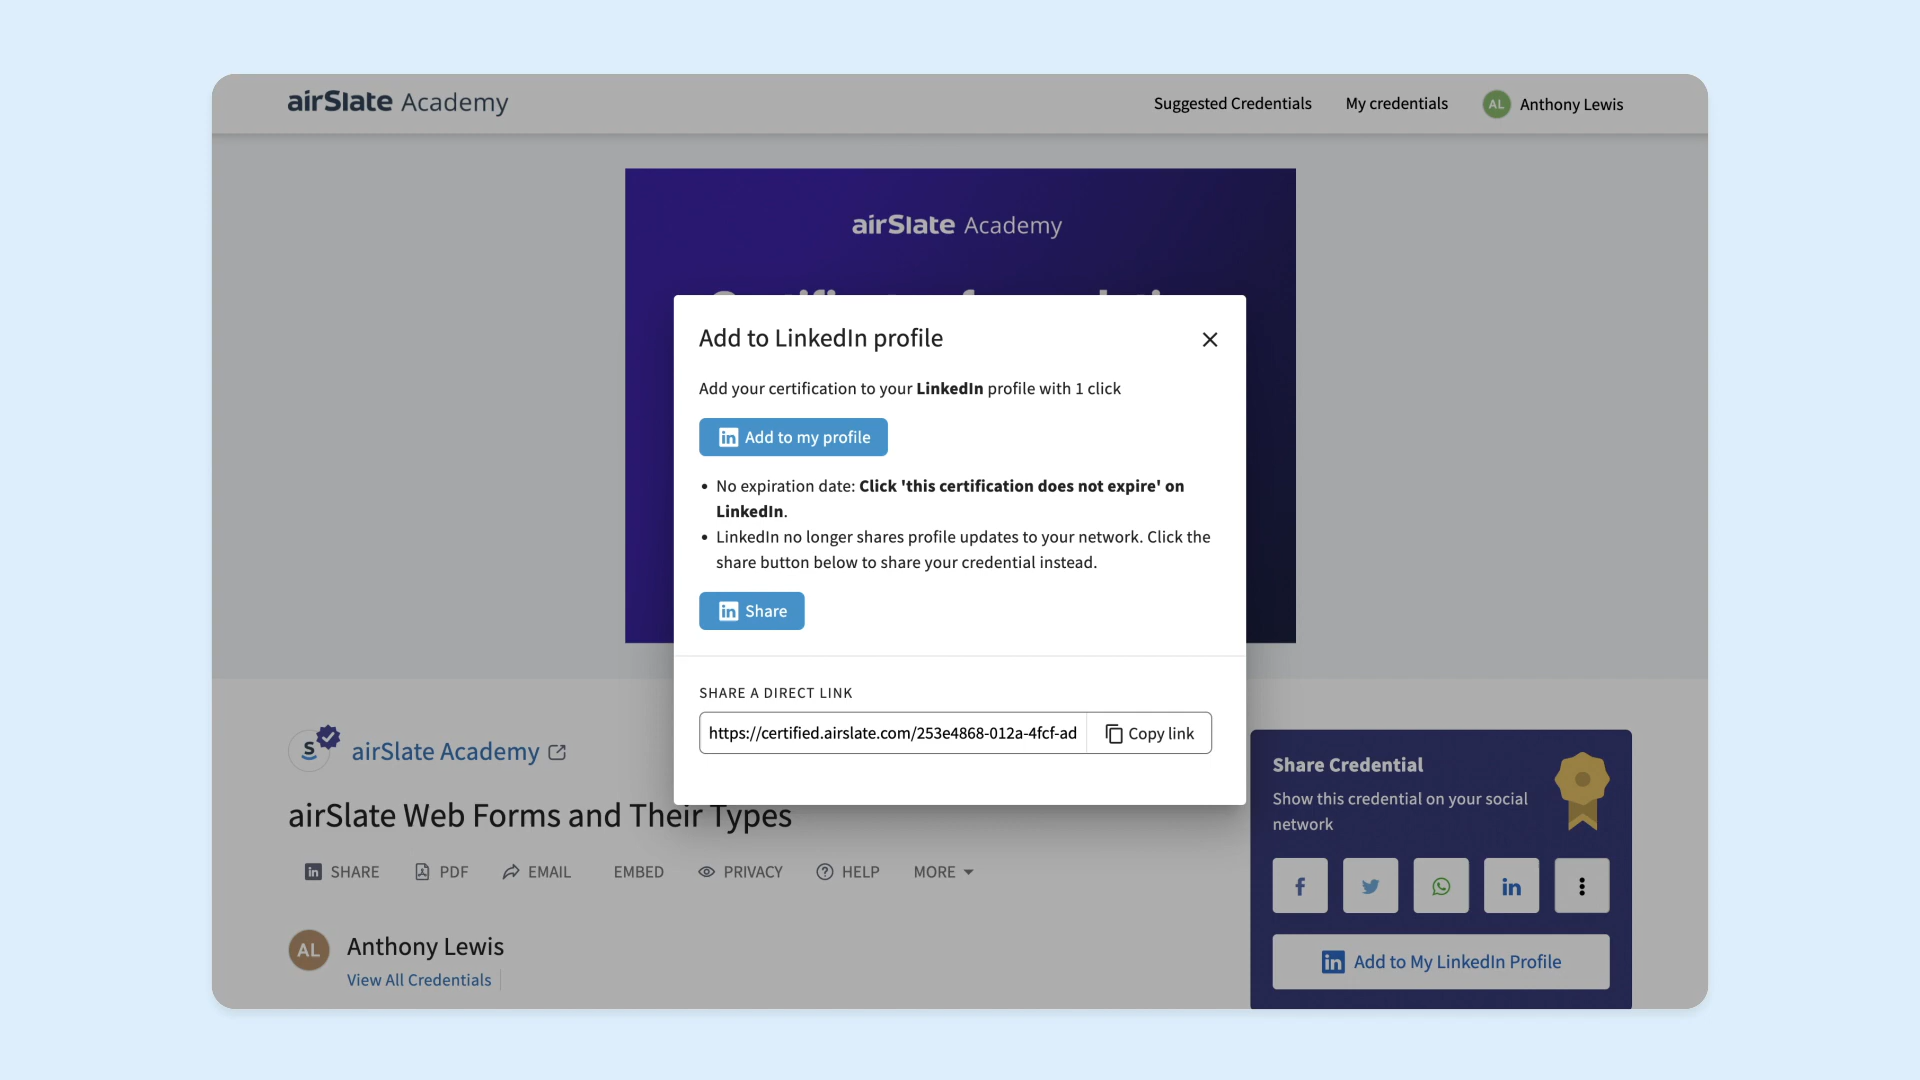 airSlate Academy
Suggested Credentials
My credentials
AL
Anthony Lewis
airSlate Academy
Add to LinkedIn profile
Add your certification to your LinkedIn profile with 1 click
in Add to my profile
• No expiration date: Click 'this certification does not expire' on
LinkedIn.
• LinkedIn no longer shares profile updates to your network. Click the
share button below to share your credential instead.
in Share
SHARE A DIRECT LINK
https://certified.airslate.com/253e4868-012a-4fcf-ad
Copy link
S
airSlate Academy
airSlate Web Forms and Their Types
in SHARE
PDF
EMAIL
EMBED
PRIVACY
? HELP
MORE
AL
Anthony Lewis
View All Credentials
Share Credential
Show this credential on your social
network
f
in
in Add to My LinkedIn Profile